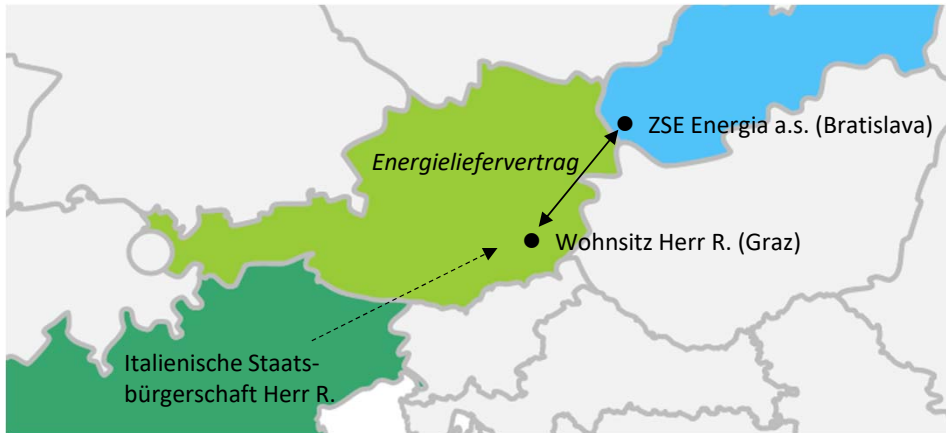 ZSE Energia a.s. (Bratislava)
Energieliefervertrag
Wohnsitz Herr R. (Graz)
Italienische Staats-
bürgerschaft Herr R.